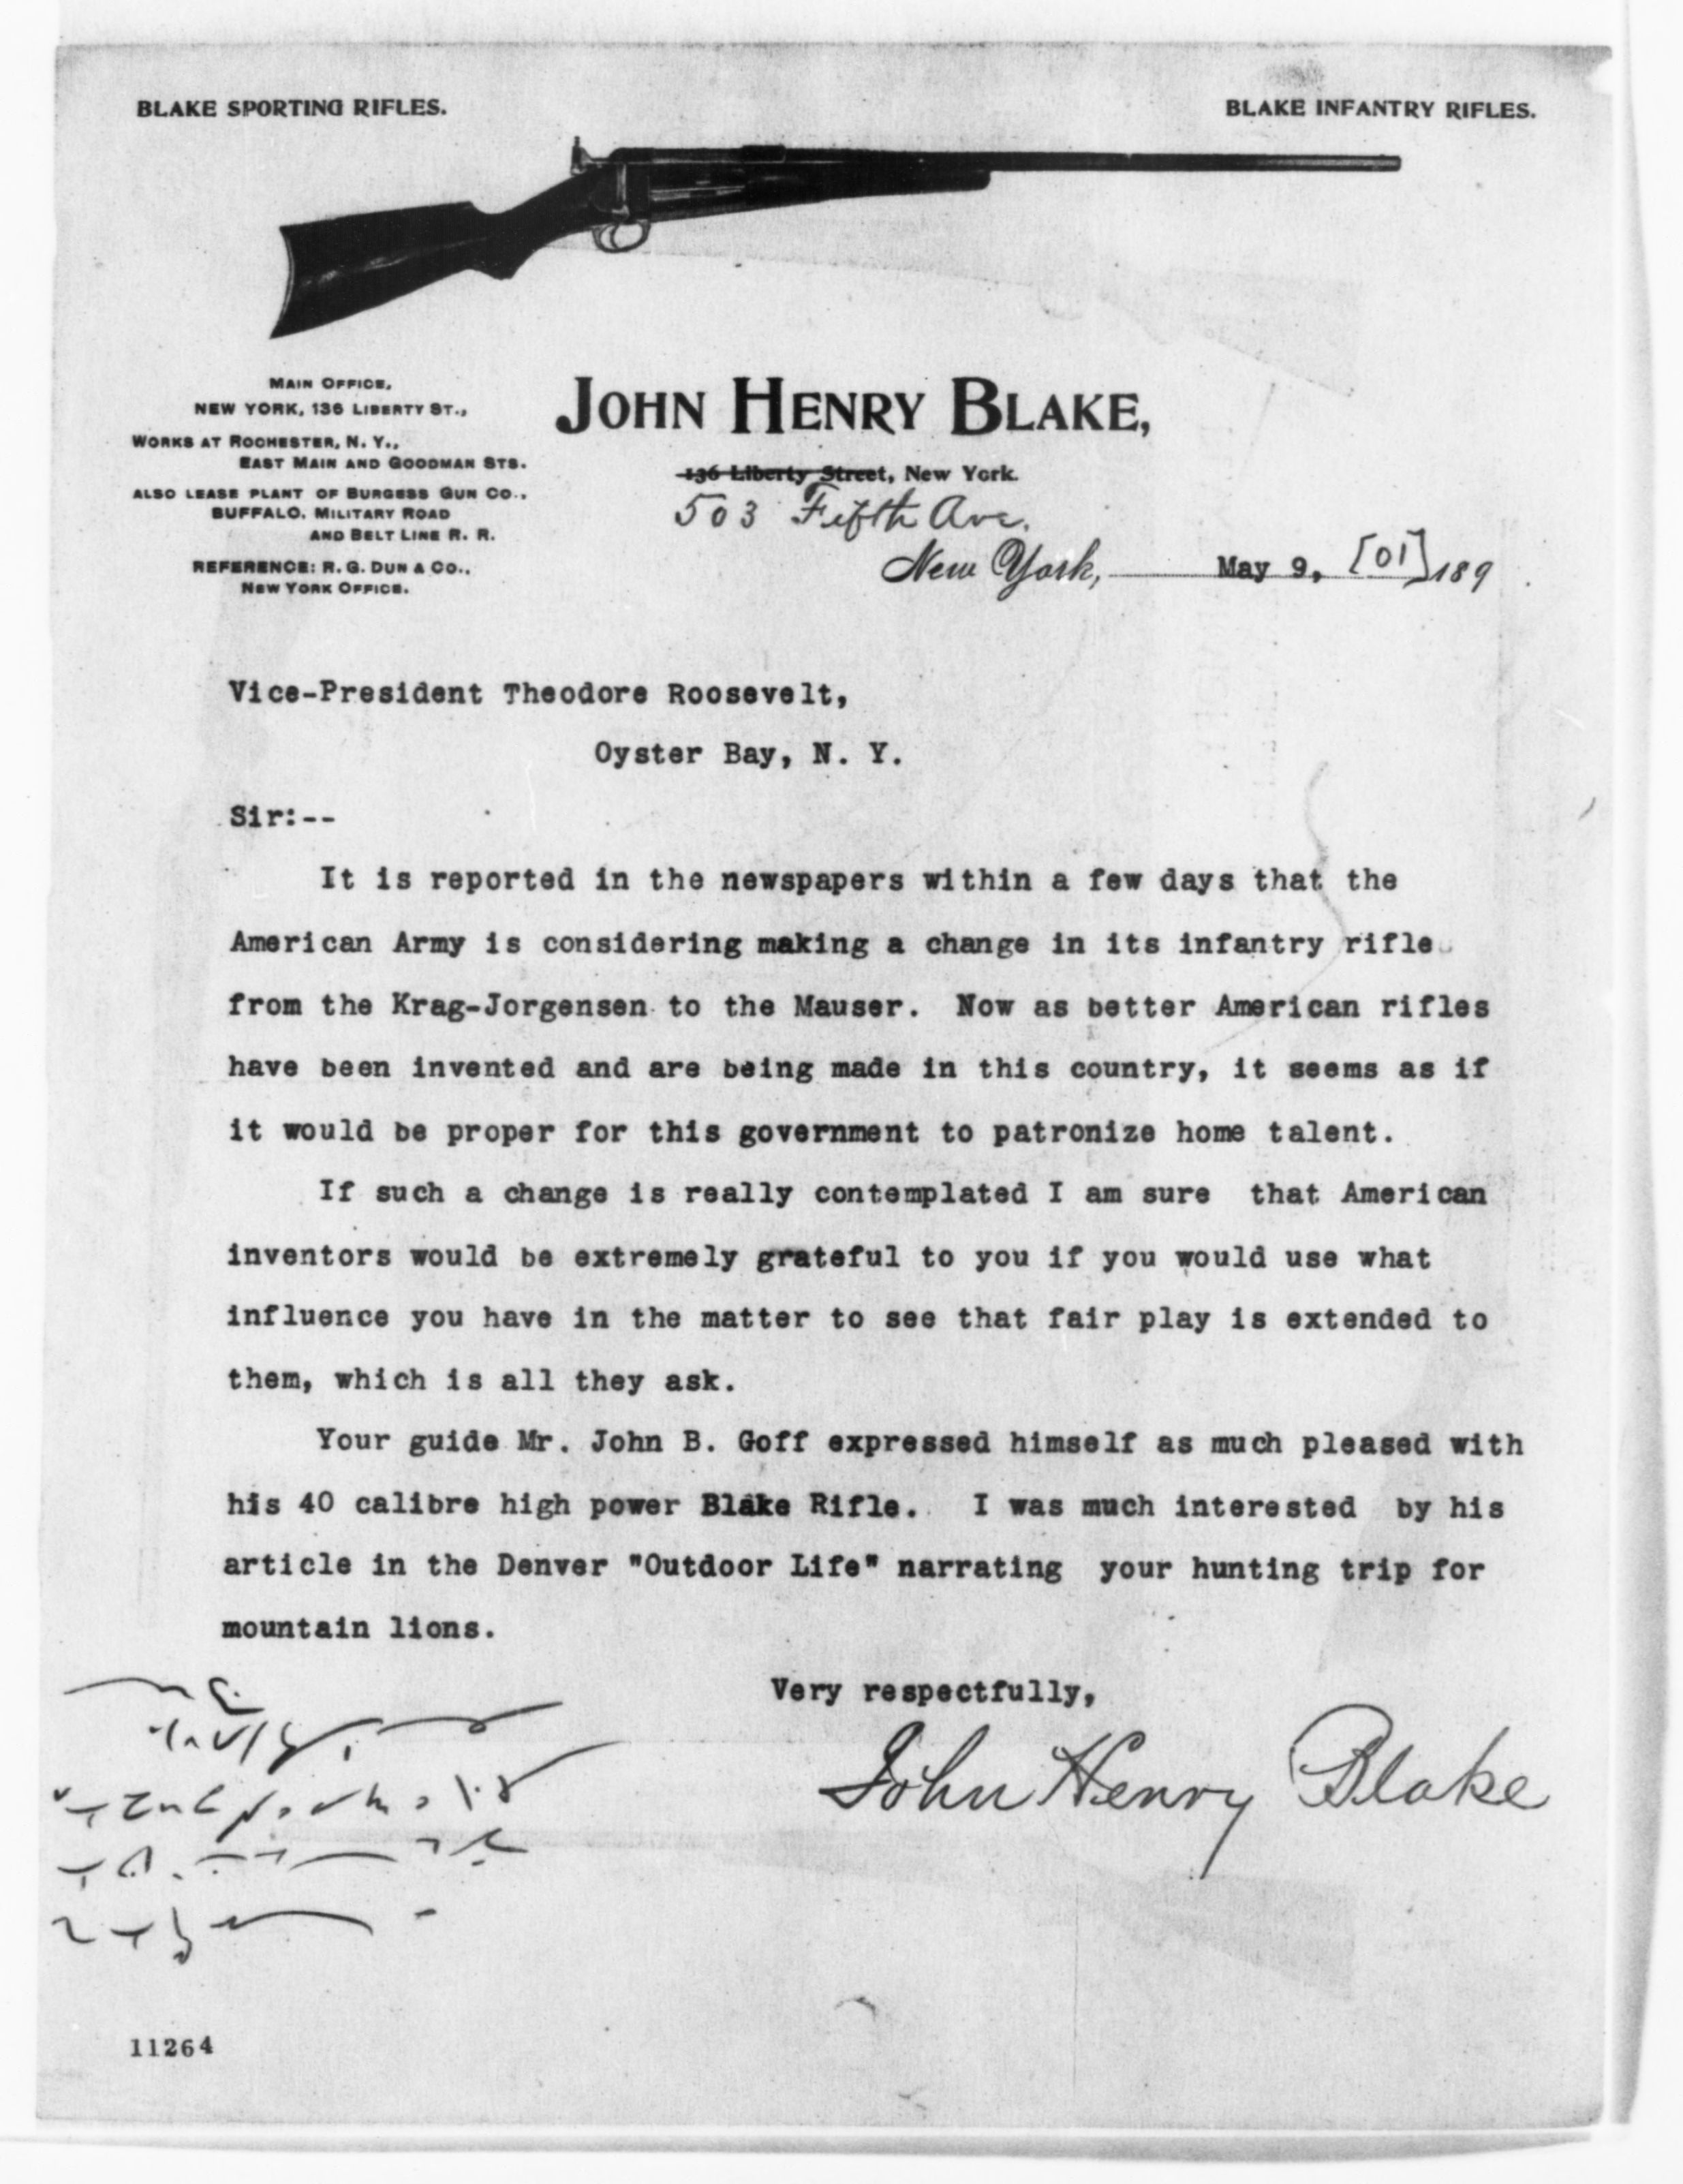 BLAKE SPORTING RIFLES.
BLAKE INFANTRY RIFLES.
MAIN OFFICE,
NEW YORK, 136 LIBERTY ST.,
WORKS AT ROCHESTER, N. Y.,
EAST MAIN AND GOODMAN STS.
ALSO LEASE PLANT OF BURGESS GUN CO.,
BUFFALO, MILITARY ROAD
AND BELT LINE R. R.
REFERENCE: R. G. DUN & CO.,
NEW YORK OFFICE.
JOHN HENRY BLAKE,
136 Liberty Street, New York.
503 Fifth Ave.
New York, May 9, [01] 189
Vice-President Theodore Roosevelt,
Oyster Bay, N. Y.
Sir:--
It is reported in the newspapers within a few days that the
American Army is considering making a change in its infantry rifle
from the Krag-Jorgensen to the Mauser. Now as better American rifles
have been invented and are being made in this country, it seems as if
it would be proper for this government to patronize home talent.
If such a change is really contemplated I am sure that American
inventors would be extremely grateful to you if you would use what
influence you have in the matter to see that fair play is extended to
them, which is all they ask.
Your guide Mr. John B. Goff expressed himself as much pleased with
his 40 calibre high power Blake Rifle. I was much interested by his
article in the Denver "Outdoor Life" narrating your hunting trip for
mountain lions.
Very respectfully,
John Henry Blake
11264